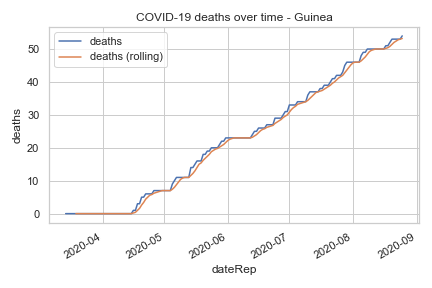 COVID-19 deaths over time - Guinea
deaths
deaths (rolling)
50
40
30
20
10
0
deaths
2020-04
2020-05
2020-06
2020-07
2020-08
2020-09
dateRep